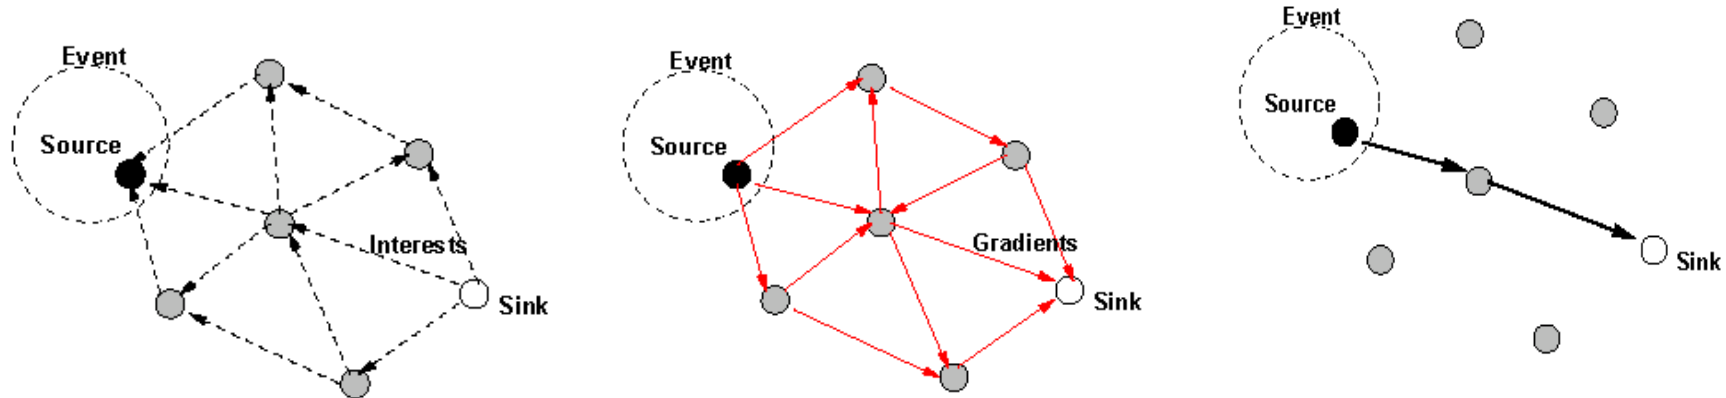 Event
Source
Interests
Sink
Event
Source
Gradients
Sink
Event
Source
Sink